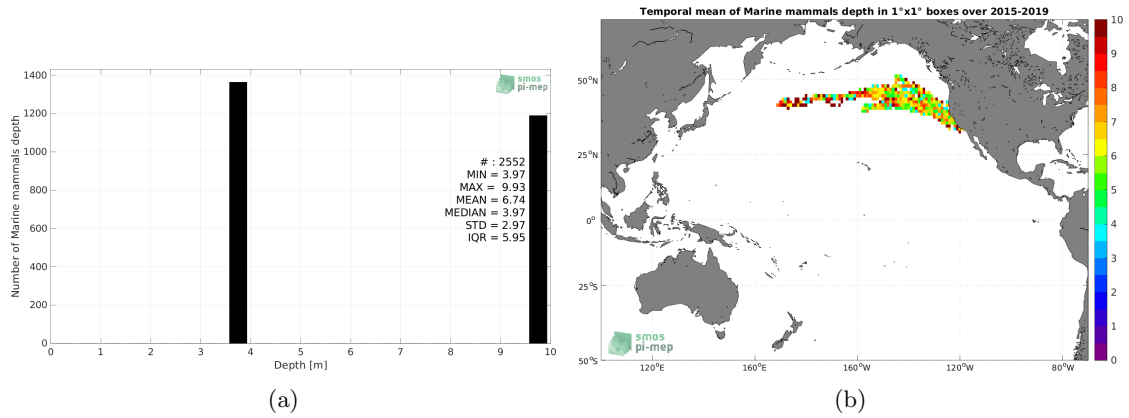 1400
1200
1000
800
600
400
200
0
Number of Marine mammals depth
smos
pi-mep
# : 2552
MIN = 3.97
MAX = 9.93
MEAN = 6.74
MEDIAN = 3.97
STD = 2.97
IQR = 5.95
0 1 2 3 4 5 6 7 8 9 10
Depth [m]
(a)
Temporal mean of Marine mammals depth in 1°x1° boxes over 2015-2019
50°N
25°N
0°
25°S
50°S
smos
pi-mep
120°E 160°E 160°W 120°W 80°W
10
9
8
7
6
5
4
3
2
1
0
(b)